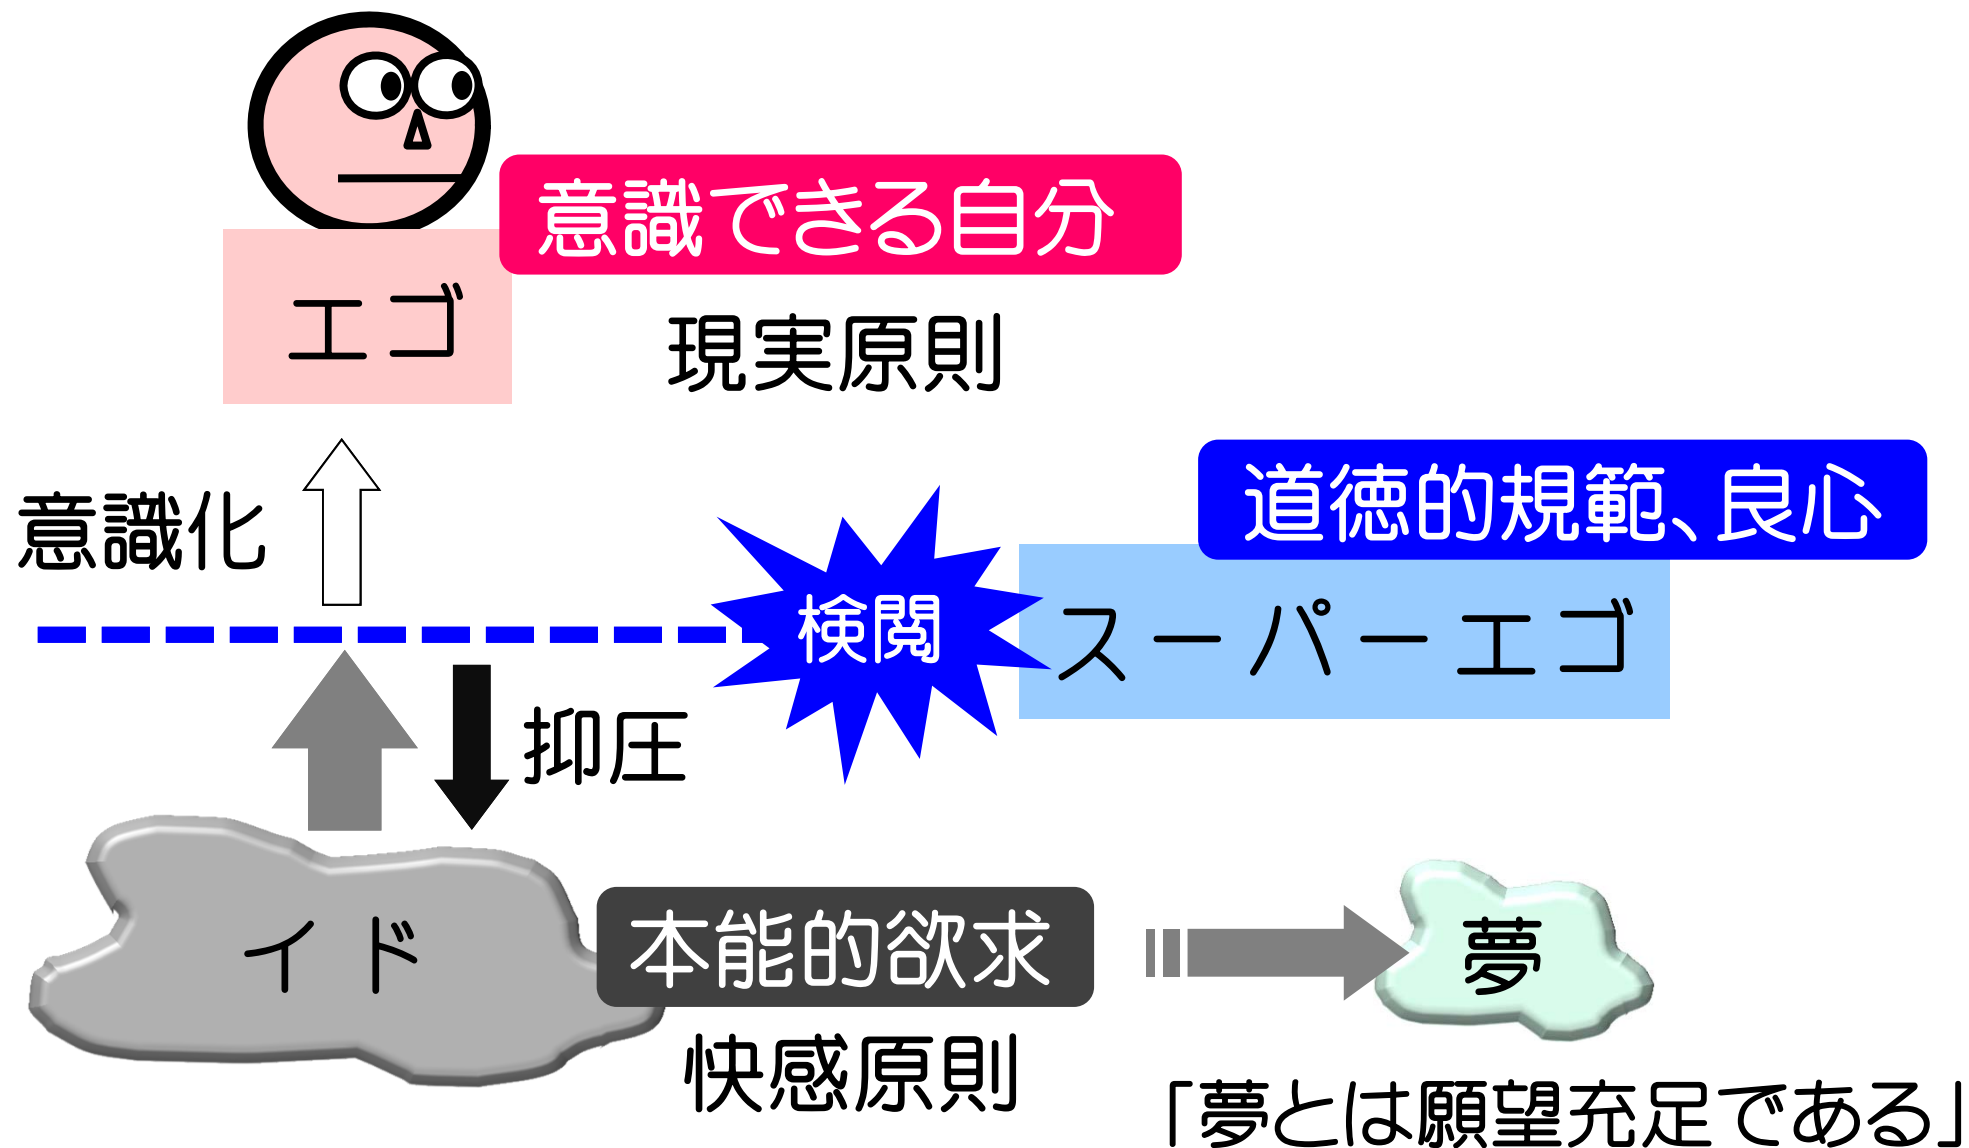 意識できる自分
エゴ
現実原則
道徳的規範、良心
意識化
検閲
スーパーエゴ
抑圧
イド
本能的欲求
夢
快感原則
「夢とは願望充足である」